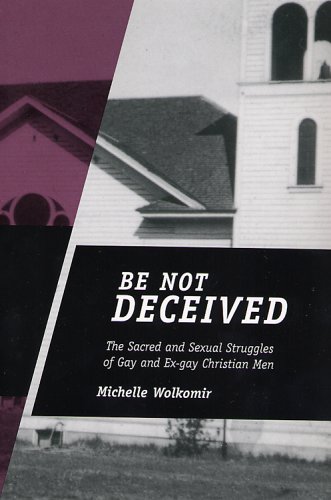 BE NOT
DECEIVED
The Sacred and Sexual Struggles
of Gay and Ex-gay Christian Men
Michelle Wolkomir